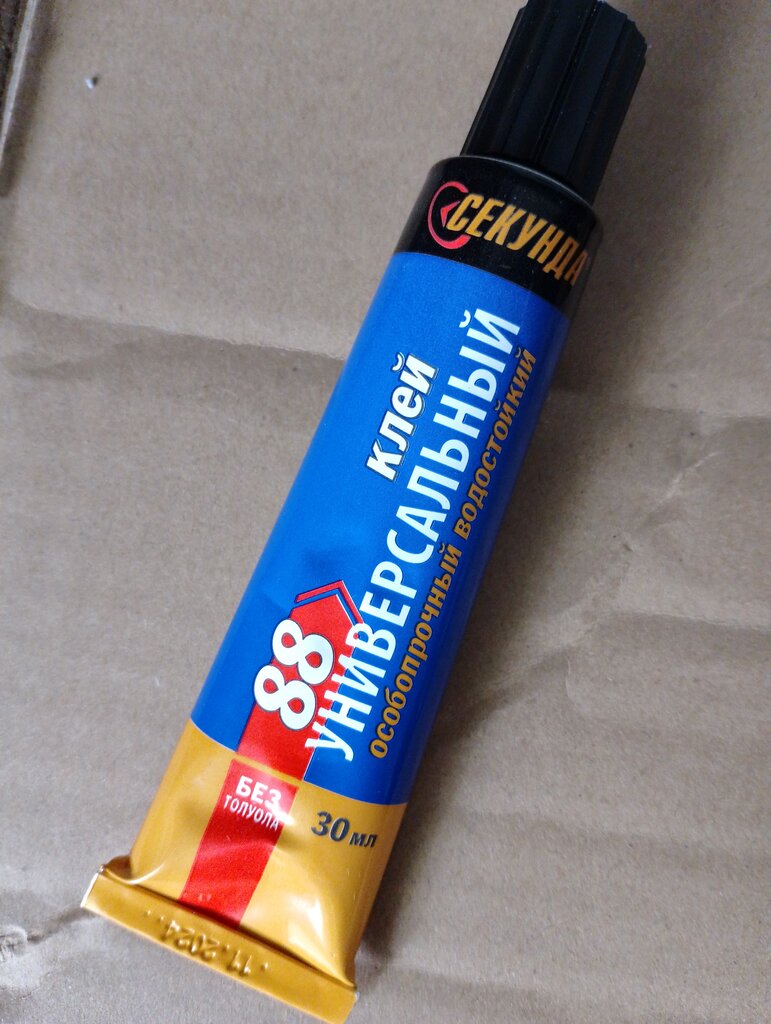 СЕКУНДА
клей
88 УНИВЕРСАЛЬНЫЙ
особопрочный водостойкий
БЕЗ
ТОЛУОЛА
30 мл
11.2024